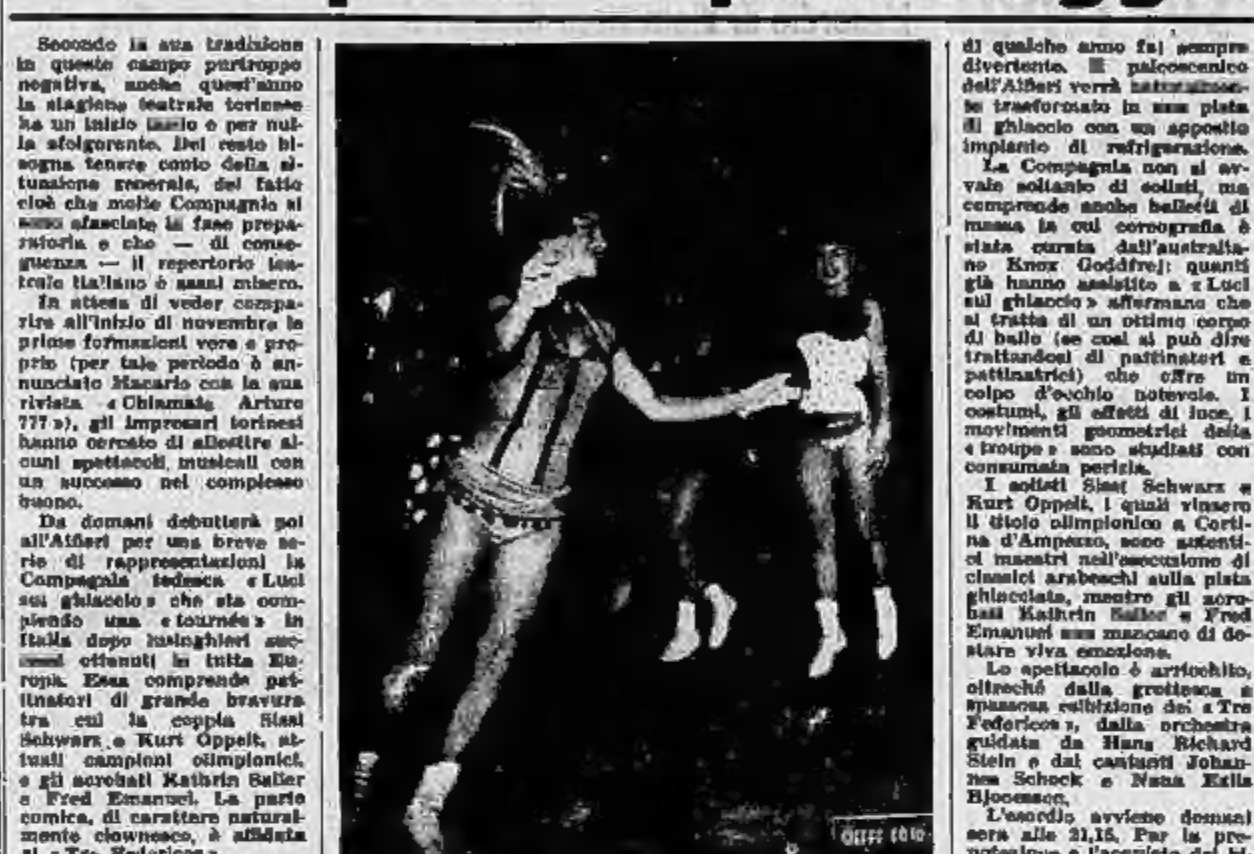 Secondo la sua tradizione
in questo campo purtroppo
negativa, anche quest'anno
la stagione teatrale torinese
ha un inizio e per nul-
la sfolgorante. Del resto bi-
sogna tenere conto della si-
tuazione generale, del fatto
cioè che molte Compagnie si
sono sfasciate in fase prepa-
ratoria e che — di conse-
guenza — il repertorio tea-
trale italiano è assai misero.
In attesa di veder compa-
rire all'inizio di novembre le
prime formazioni vere e pro-
prie (per tale periodo è an-
nunciato Macario con la sua
rivista « Chiamate Arturo
777 »), gli impresari torinesi
hanno cercato di allestire al-
cuni spettacoli musicali con
un successo nel complesso
buono.
Da domani debutterà poi
all'Alfieri per una breve se-
rie di rappresentazioni la
Compagnia tedesca « Luci
sul ghiaccio » che sta com-
piendo una « tournée » in
Italia dopo lusinghieri suc-
cessi ottenuti in tutta Eu-
ropa. Essa comprende pat-
tinatori di grande bravura
tra cui la coppia Sissi
Schwarz e Kurt Oppelt, at-
tuali campioni olimpionici,
e gli acrobati Kathrin Saller
e Fred Emanuel. La parte
comica, di carattere natural-
mente clownesco, è affidata
ai « Tre Federicos ».
di qualche anno fa) sempre
divertente. Il palcoscenico
dell'Alfieri verrà naturalmen-
te trasformato in una pista
di ghiaccio con un apposito
impianto di refrigerazione.
La Compagnia non si av-
vale soltanto di solisti, ma
comprende anche balletti di
massa la cui coreografia è
stata curata dall'australia-
no Knox Goddfrej: quanti
già hanno assistito a « Luci
sul ghiaccio » affermano che
si tratta di un ottimo corpo
di ballo (se così si può dire
trattandosi di pattinatori e
pattinatrici) che offre un
colpo d'occhio notevole. I
costumi, gli effetti di luce, i
movimenti geometrici della
« troupe » sono studiati con
consumata perizia.
I solisti Sissi Schwarz e
Kurt Oppelt, i quali vinsero
il titolo olimpionico a Corti-
na d'Ampezzo, sono autenti-
ci maestri nell'esecuzione di
classici arabeschi sulla pista
ghiacciata, mentre gli acro-
bati Kathrin Saller e Fred
Emanuel non mancano di de-
stare viva emozione.
Lo spettacolo è arricchito,
oltreché dalla grottesca e
spassosa esibizione dei « Tre
Federicos », dalla orchestra
guidata da Hans Richard
Stein e dai cantanti Johan-
nes Schock e Nana
L'esordio avviene domani
sera alle 21,15. Per la pre-